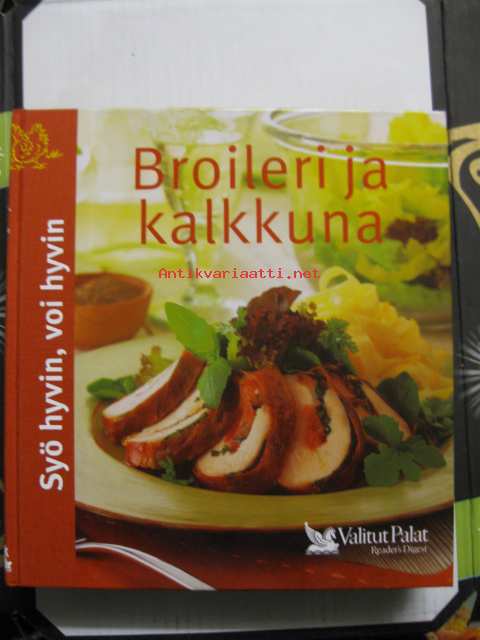 Broileri ja
kalkkuna
Antikvariaatti.net
Syö hyvin, voi hyvin
Valitut Palat
Reader's Digest